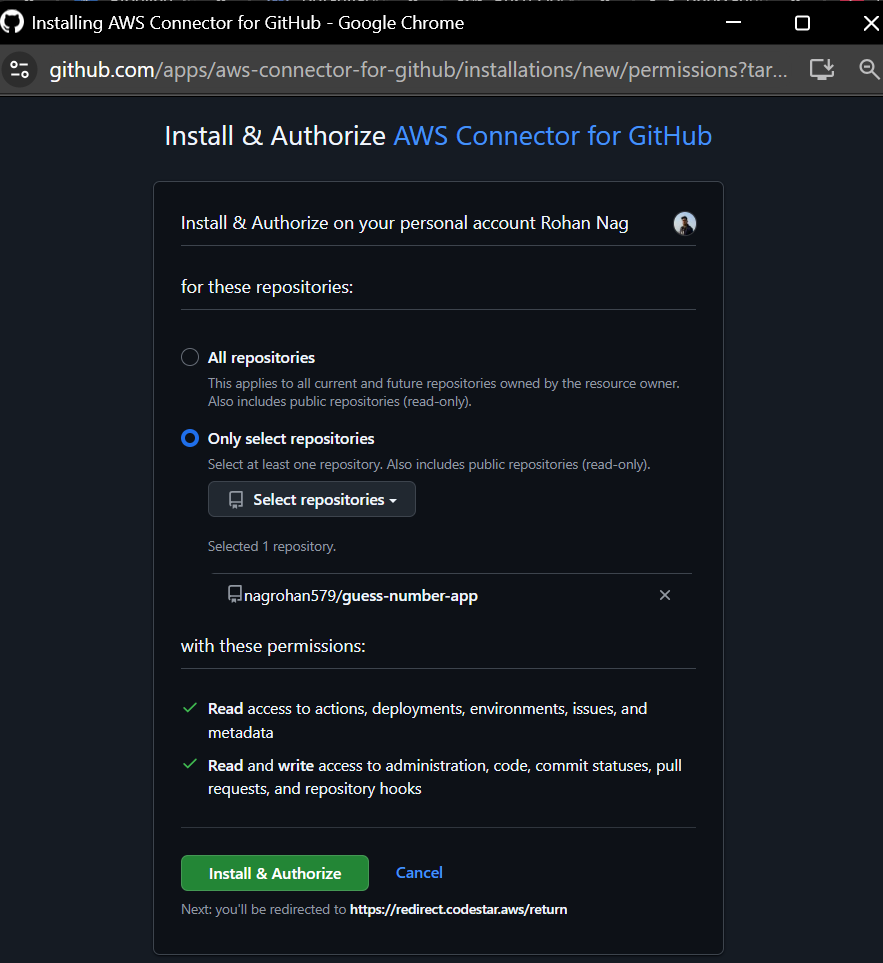 Installing AWS Connector for GitHub - Google Chrome
github.com/apps/aws-connector-for-github/installations/new/permissions?tar...
Install & Authorize AWS Connector for GitHub
Install & Authorize on your personal account Rohan Nag
for these repositories:
All repositories
This applies to all current and future repositories owned by the resource owner.
Also includes public repositories (read-only).
Only select repositories
Select at least one repository. Also includes public repositories (read-only).
Select repositories
Selected 1 repository.
nagrohan579/guess-number-app
with these permissions:
Read access to actions, deployments, environments, issues, and
metadata
Read and write access to administration, code, commit statuses, pull
requests, and repository hooks
Install & Authorize Cancel
Next: you'll be redirected to https://redirect.codestar.aws/return